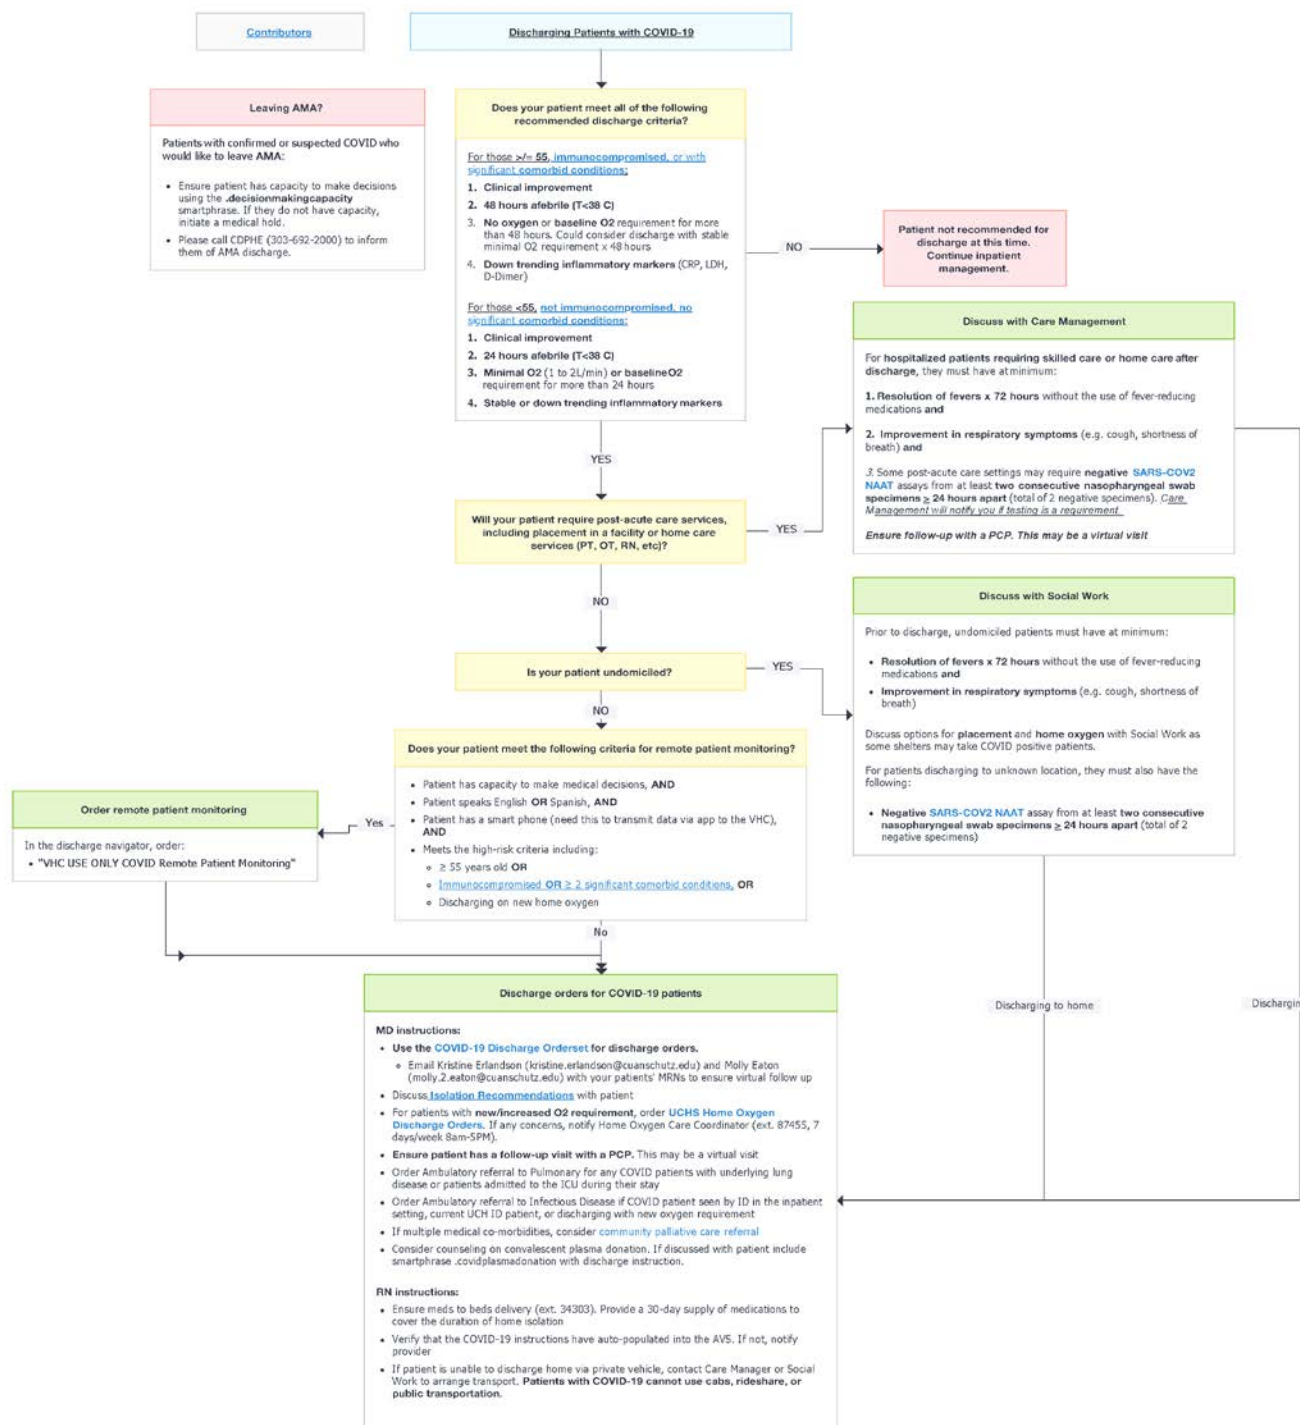 Contributors
Discharging Patients with COVID-19
Leaving AMA?
Patients with confirmed or suspected COVID who
would like to leave AMA:
• Ensure patient has capacity to make decisions
using the .decisionmakingcapacity
smartphrase. If they do not have capacity,
initiate a medical hold.
• Please call CDPHE (303-692-2000) to inform
them of AMA discharge.
Does your patient meet all of the following
recommended discharge criteria?
For those >/= 55, immunocompromised, or with
significant comorbid conditions:
1. Clinical improvement
2. 48 hours afebrile (T<38 C)
3. No oxygen or baseline O2 requirement for more
than 48 hours. Could consider discharge with stable
minimal O2 requirement x 48 hours
4. Down trending inflammatory markers (CRP, LDH,
D-Dimer)
For those <55, not immunocompromised, no
significant comorbid conditions:
1. Clinical improvement
2. 24 hours afebrile (T<38 C)
3. Minimal O2 (1 to 2L/min) or baselineO2
requirement for more than 24 hours
4. Stable or down trending inflammatory markers
NO
Patient not recommended for
discharge at this time.
Continue inpatient
management.
YES
Will your patient require post-acute care services,
including placement in a facility or home care
services (PT, OT, RN, etc)?
YES
Discuss with Care Management
For hospitalized patients requiring skilled care or home care after
discharge, they must have at minimum:
1. Resolution of fevers x 72 hours without the use of fever-reducing
medications and
2. Improvement in respiratory symptoms (e.g. cough, shortness of
breath) and
3. Some post-acute care settings may require negative SARS-COV2
NAAT assays from at least two consecutive nasopharyngeal swab
specimens ≥ 24 hours apart (total of 2 negative specimens). Care
Management will notify you if testing is a requirement
Ensure follow-up with a PCP. This may be a virtual visit
NO
Is your patient undomiciled?
YES
Discuss with Social Work
Prior to discharge, undomiciled patients must have at minimum:
• Resolution of fevers x 72 hours without the use of fever-reducing
medications and
• Improvement in respiratory symptoms (e.g. cough, shortness of
breath)
Discuss options for placement and home oxygen with Social Work as
some shelters may take COVID positive patients.
For patients discharging to unknown location, they must also have the
following:
• Negative SARS-COV2 NAAT assay from at least two consecutive
nasopharyngeal swab specimens ≥ 24 hours apart (total of 2
negative specimens)
NO
Does your patient meet the following criteria for remote patient monitoring?
• Patient has capacity to make medical decisions, AND
• Patient speaks English OR Spanish, AND
• Patient has a smart phone (need this to transmit data via app to the VHC),
AND
• Meets the high-risk criteria including:
◦ ≥ 55 years old OR
◦ Immunocompromised OR ≥ 2 significant comorbid conditions, OR
◦ Discharging on new home oxygen
Yes
Order remote patient monitoring
In the discharge navigator, order:
• "VHC USE ONLY COVID Remote Patient Monitoring"
No
Discharging to home
Discharging
Discharge orders for COVID-19 patients
MD instructions:
• Use the COVID-19 Discharge Orderset for discharge orders.
◦ Email Kristine Erlandson (kristine.erlandson@cuanschutz.edu) and Molly Eaton
(molly.2.eaton@cuanschutz.edu) with your patients' MRNs to ensure virtual follow up
• Discuss Isolation Recommendations with patient
• For patients with new/increased O2 requirement, order UCHS Home Oxygen
Discharge Orders. If any concerns, notify Home Oxygen Care Coordinator (ext. 87455, 7
days/week 8am-5PM).
• Ensure patient has a follow-up visit with a PCP. This may be a virtual visit
• Order Ambulatory referral to Pulmonary for any COVID patients with underlying lung
disease or patients admitted to the ICU during their stay
• Order Ambulatory referral to Infectious Disease if COVID patient seen by ID in the inpatient
setting, current UCH ID patient, or discharging with new oxygen requirement
• If multiple medical co-morbidities, consider community palliative care referral
• Consider counseling on convalescent plasma donation. If discussed with patient include
smartphrase .covidplasmadonation with discharge instruction.
RN instructions:
• Ensure meds to beds delivery (ext. 34303). Provide a 30-day supply of medications to
cover the duration of home isolation
• Verify that the COVID-19 instructions have auto-populated into the AVS. If not, notify
provider
• If patient is unable to discharge home via private vehicle, contact Care Manager or Social
Work to arrange transport. Patients with COVID-19 cannot use cabs, rideshare, or
public transportation.